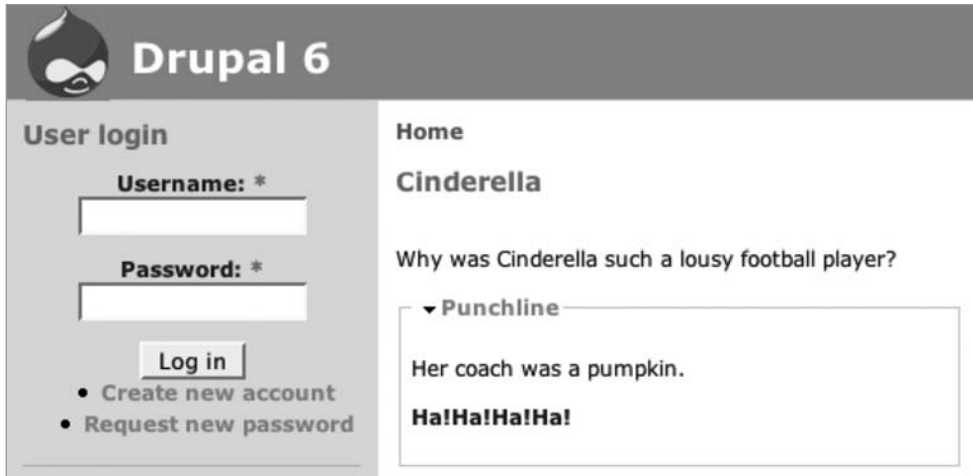 Drupal 6
User login
Username: *
Password: *
Log in
• Create new account
• Request new password
Home
Cinderella
Why was Cinderella such a lousy football player?
Punchline
Her coach was a pumpkin.
Ha!Ha!Ha!Ha!